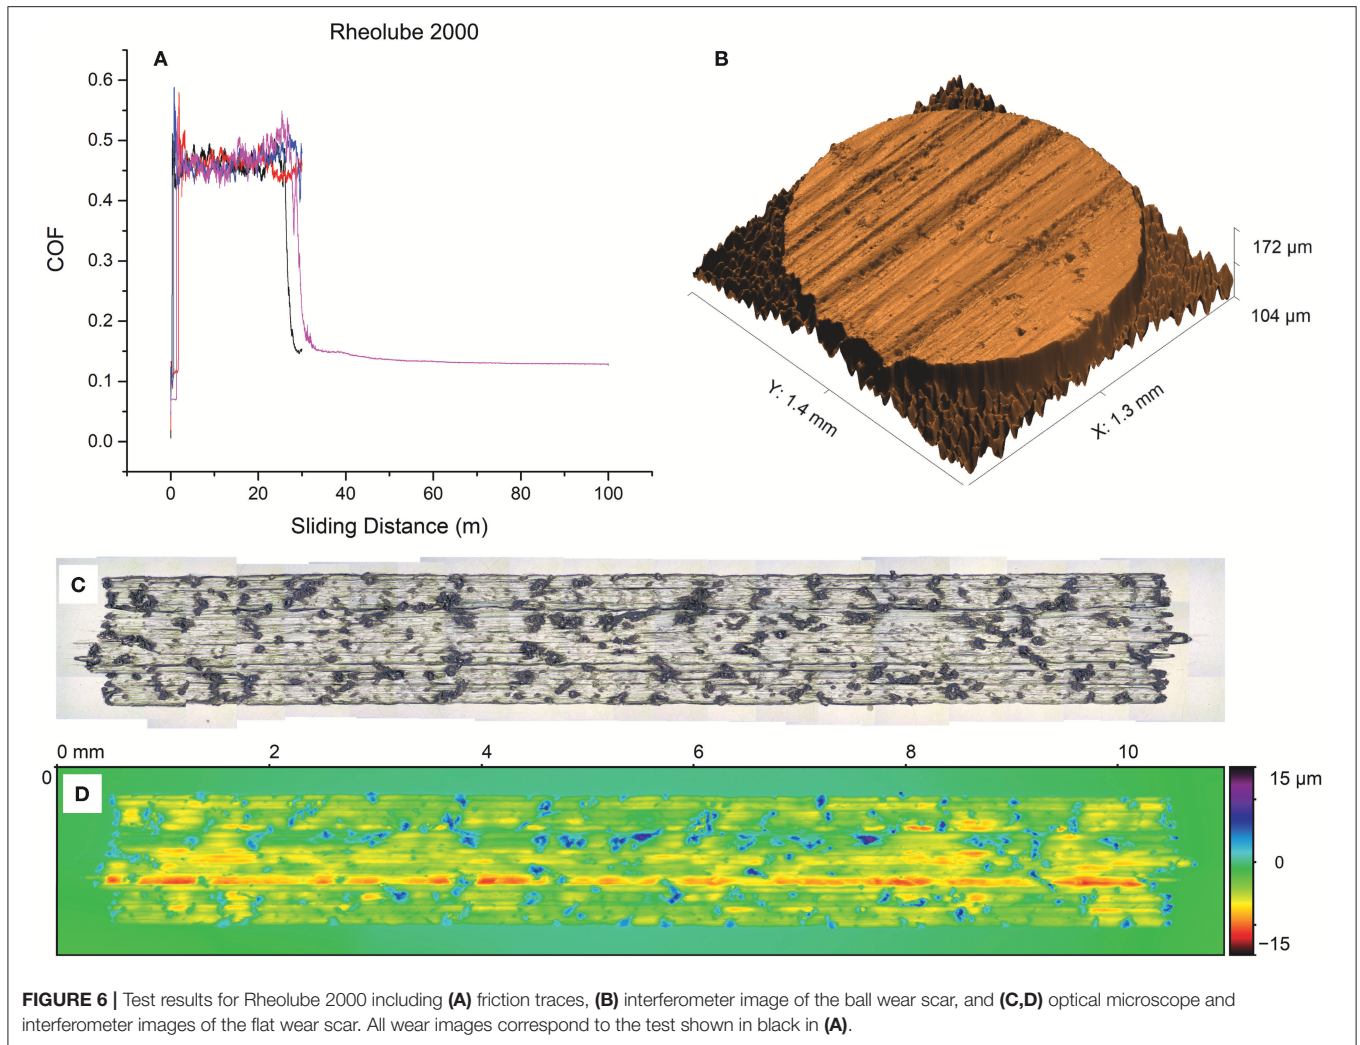 Rheolube 2000
A
0.6
0.5
0.4
0.3
0.2
0.1
0.0
COF
0 20 40 60 80 100
Sliding Distance (m)
B
172 µm
104 µm
Y: 1.4 mm
X: 1.3 mm
C
0 mm 2 4 6 8 10
0
D
15 µm
0
−15
FIGURE 6 | Test results for Rheolube 2000 including (A) friction traces, (B) interferometer image of the ball wear scar, and (C,D) optical microscope and
interferometer images of the flat wear scar. All wear images correspond to the test shown in black in (A).